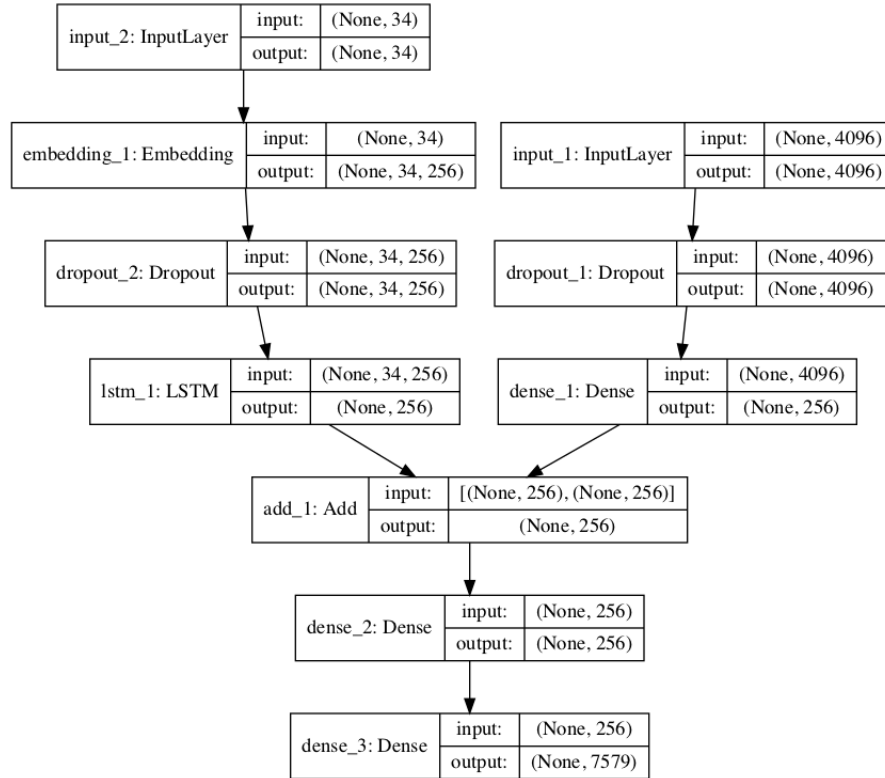 input_2: InputLayer
input:
(None, 34)
output:
(None, 34)
embedding_1: Embedding
input:
(None, 34)
output:
(None, 34, 256)
input_1: InputLayer
input:
(None, 4096)
output:
(None, 4096)
dropout_2: Dropout
input:
(None, 34, 256)
output:
(None, 34, 256)
dropout_1: Dropout
input:
(None, 4096)
output:
(None, 4096)
lstm_1: LSTM
input:
(None, 34, 256)
output:
(None, 256)
dense_1: Dense
input:
(None, 4096)
output:
(None, 256)
add_1: Add
input:
[(None, 256), (None, 256)]
output:
(None, 256)
dense_2: Dense
input:
(None, 256)
output:
(None, 256)
dense_3: Dense
input:
(None, 256)
output:
(None, 7579)